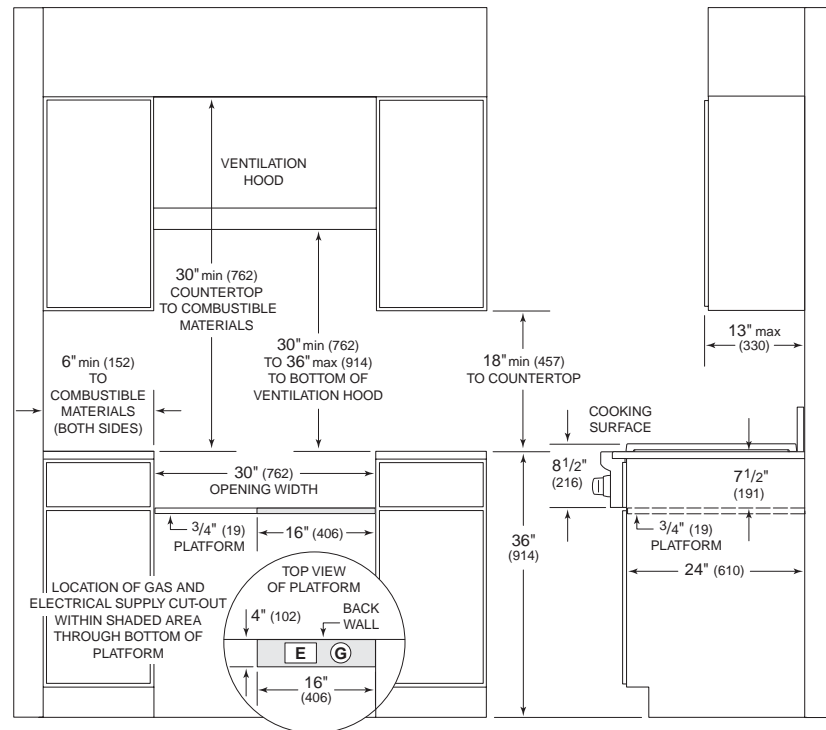 VENTILATION
HOOD
30" min (762)
COUNTERTOP
TO COMBUSTIBLE
MATERIALS
30" min (762)
TO 36" max (914)
TO BOTTOM OF
VENTILATION HOOD
6" min (152)
TO
COMBUSTIBLE
MATERIALS
(BOTH SIDES)
18" min (457)
TO COUNTERTOP
13" max
(330)
COOKING
SURFACE
30" (762)
OPENING WIDTH
8 1/2"
(216)
7 1/2"
(191)
3/4" (19)
PLATFORM
16" (406)
36"
(914)
3/4" (19)
PLATFORM
24" (610)
LOCATION OF GAS AND
ELECTRICAL SUPPLY CUT-OUT
WITHIN SHADED AREA
THROUGH BOTTOM OF
PLATFORM
TOP VIEW
OF PLATFORM
4" (102)
BACK
WALL
E G
16"
(406)